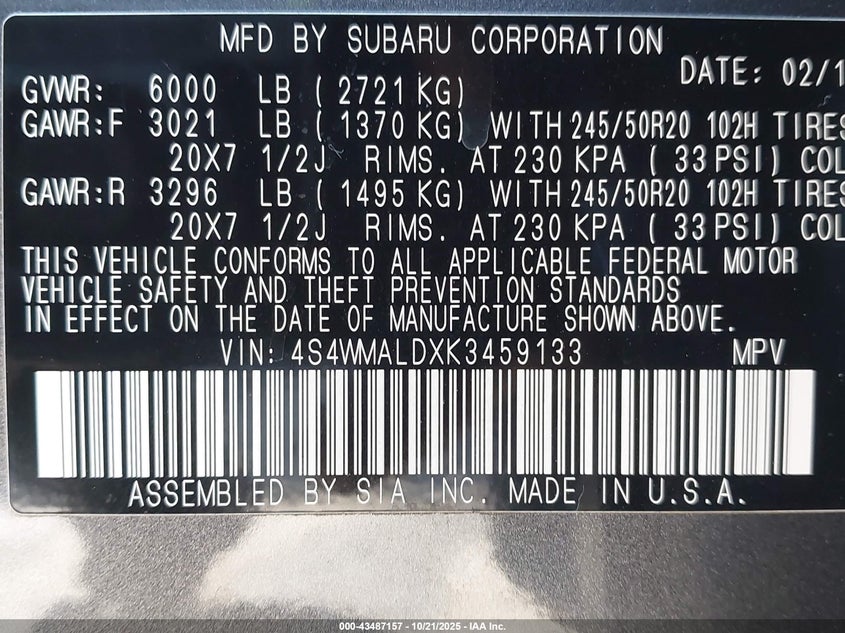 MFD BY SUBARU CORPORATION
DATE: 02/1
GVWR: 6000 LB ( 2721 KG)
GAWR:F 3021 LB ( 1370 KG) WITH 245/50R20 102H TIRES
20X7 1/2J RIMS. AT 230 KPA ( 33 PSI) COL
GAWR:R 3296 LB ( 1495 KG) WITH 245/50R20 102H TIRES
20X7 1/2J RIMS. AT 230 KPA ( 33 PSI) COL
THIS VEHICLE CONFORMS TO ALL APPLICABLE FEDERAL MOTOR
VEHICLE SAFETY AND THEFT PREVENTION STANDARDS
IN EFFECT ON THE DATE OF MANUFACTURE SHOWN ABOVE.
VIN: 4S4WMALDXK3459133 MPV
ASSEMBLED BY SIA INC. MADE IN U.S.A.
000-43487157 - 10/21/2025 - IAA Inc.